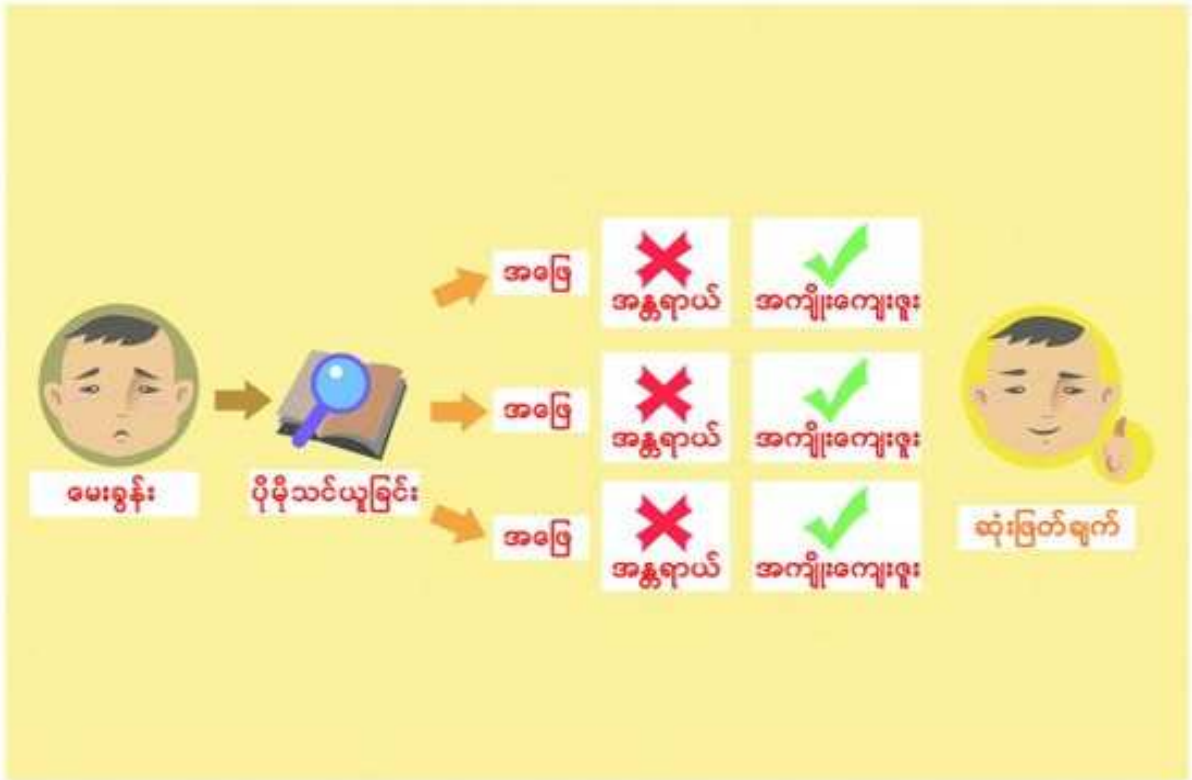 အဖြေ
အန္တရာယ်
အကျိုးကျေးဇူး
မေးခွန်း
ပိုမိုသင်ယူခြင်း
အဖြေ
အန္တရာယ်
အကျိုးကျေးဇူး
အဖြေ
အန္တရာယ်
အကျိုးကျေးဇူး
ဆုံးဖြတ်ချက်